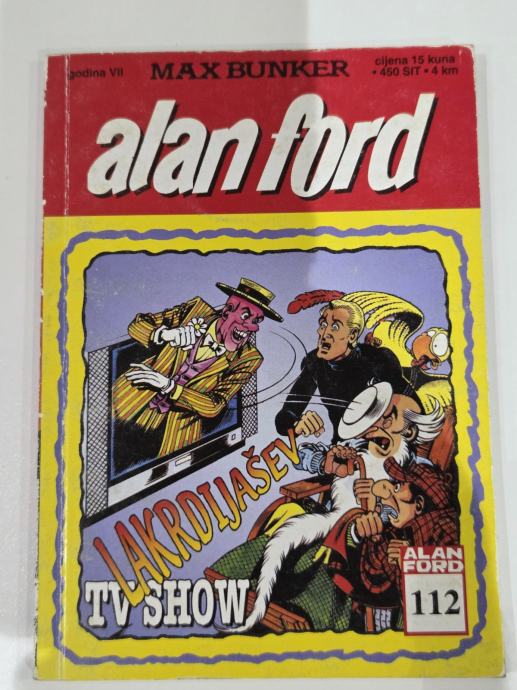 godina VII
MAX BUNKER
cijena 15 kuna
• 450 SIT • 4 km
alan ford
LAKRDIJAŠEV
TV SHOW
ALAN
FORD
112